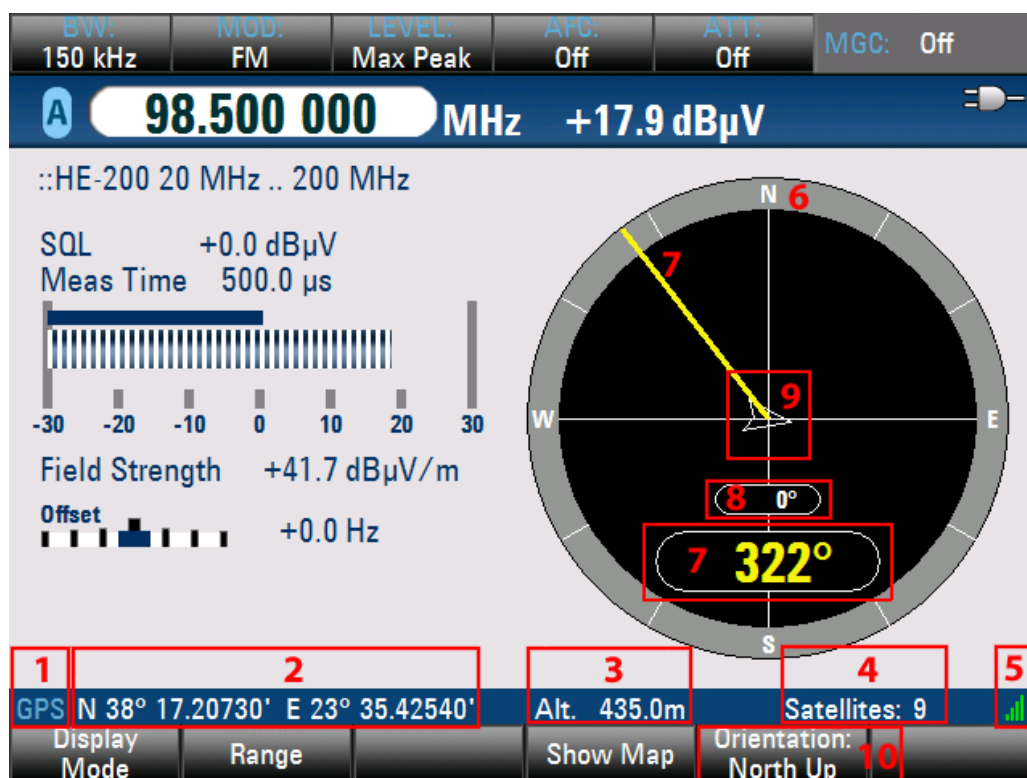 BW: MOD: LEVEL: AFC: ATT: MGC: Off
150 kHz FM Max Peak Off Off
A 98.500 000 MHz +17.9 dBµV
::HE-200 20 MHz .. 200 MHz
SQL +0.0 dBµV
Meas Time 500.0 µs
-30 -20 -10 0 10 20 30
Field Strength +41.7 dBµV/m
Offset +0.0 Hz
N 6
7
9
W E
8 0°
7 322°
S
1 2 3 4 5
GPS N 38° 17.20730' E 23° 35.42540' Alt. 435.0m Satellites: 9
Display Mode Range Show Map Orientation: North Up 10